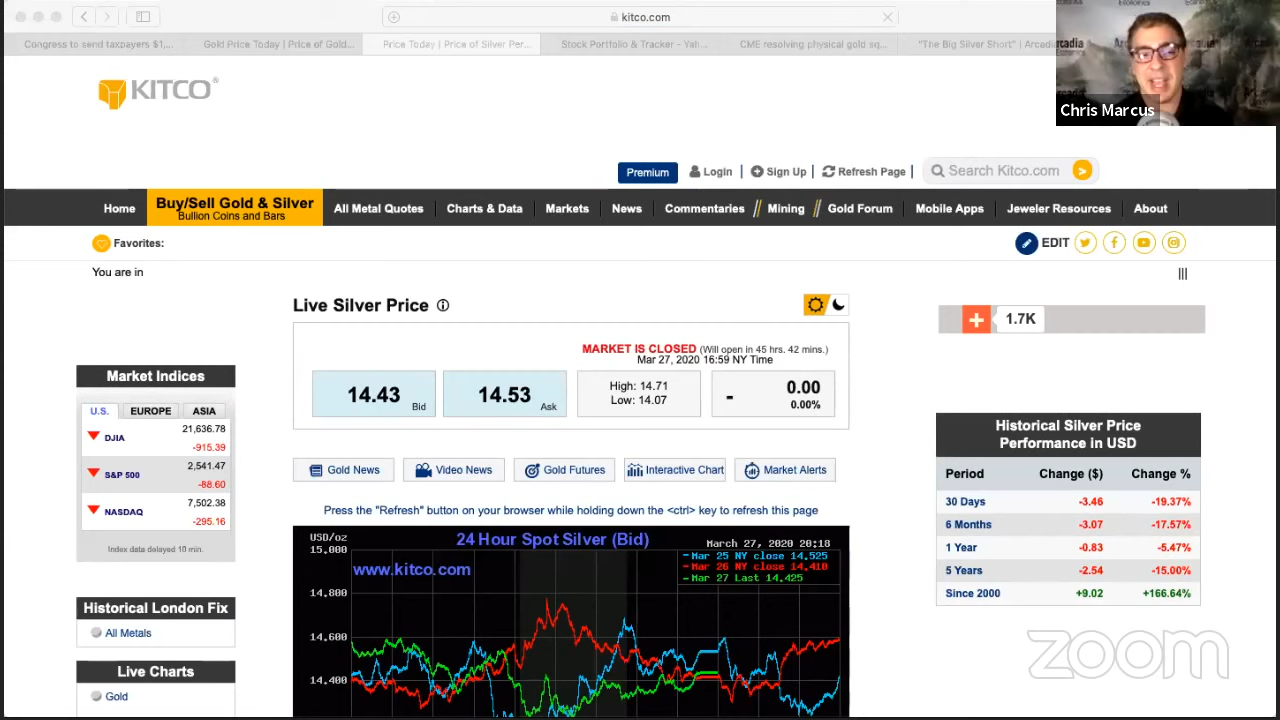 kitco.com
Congress to send taxpayers $1,...
Gold Price Today | Price of Gold...
Price Today | Price of Silver Per...
Stock Portfolio & Tracker - Yah...
CME resolving physical gold sq...
"The Big Silver Short" | Arcadia
Chris Marcus
KITCO®
Premium
Login
Sign Up
Refresh Page
Search Kitco.com
Home
Buy/Sell Gold & Silver
Bullion Coins and Bars
All Metal Quotes
Charts & Data
Markets
News
Commentaries
Mining
Gold Forum
Mobile Apps
Jeweler Resources
About
Favorites:
EDIT
You are in
Live Silver Price
MARKET IS CLOSED (Will open in 45 hrs. 42 mins.)
Mar 27, 2020 16:59 NY Time
14.43 Bid
14.53 Ask
High: 14.71
Low: 14.07
- 0.00
0.00%
1.7K
Market Indices
U.S. EUROPE ASIA
DJIA 21,636.78
-915.39
S&P 500 2,541.47
-88.60
NASDAQ 7,502.38
-295.16
Index data delayed 10 min.
Gold News
Video News
Gold Futures
Interactive Chart
Market Alerts
Press the "Refresh" button on your browser while holding down the <ctrl> key to refresh this page
Historical Silver Price
Performance in USD
Period Change ($) Change %
30 Days -3.46 -19.37%
6 Months -3.07 -17.57%
1 Year -0.83 -5.47%
5 Years -2.54 -15.00%
Since 2000 +9.02 +166.64%
USD/oz
24 Hour Spot Silver (Bid)
March 27, 2020 20:18
www.kitco.com
Mar 25 NY close 14.525
Mar 26 NY close 14.410
Mar 27 Last 14.425
15.000
14.800
14.600
14.400
Historical London Fix
All Metals
Live Charts
Gold
zoom